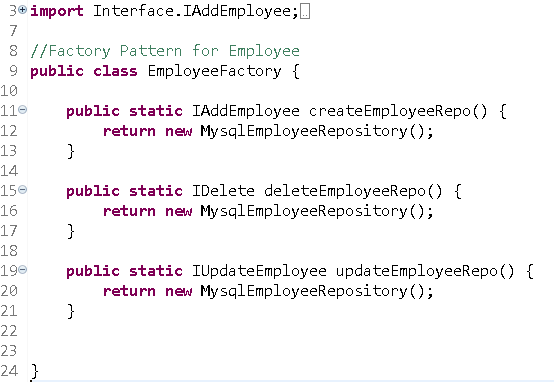 3 import Interface.IAddEmployee;
7
8 //Factory Pattern for Employee
9 public class EmployeeFactory {
10
11 public static IAddEmployee createEmployeeRepo() {
12 return new MysqlEmployeeRepository();
13 }
14
15 public static IDelete deleteEmployeeRepo() {
16 return new MysqlEmployeeRepository();
17 }
18
19 public static IUpdateEmployee updateEmployeeRepo() {
20 return new MysqlEmployeeRepository();
21 }
22
23
24 }